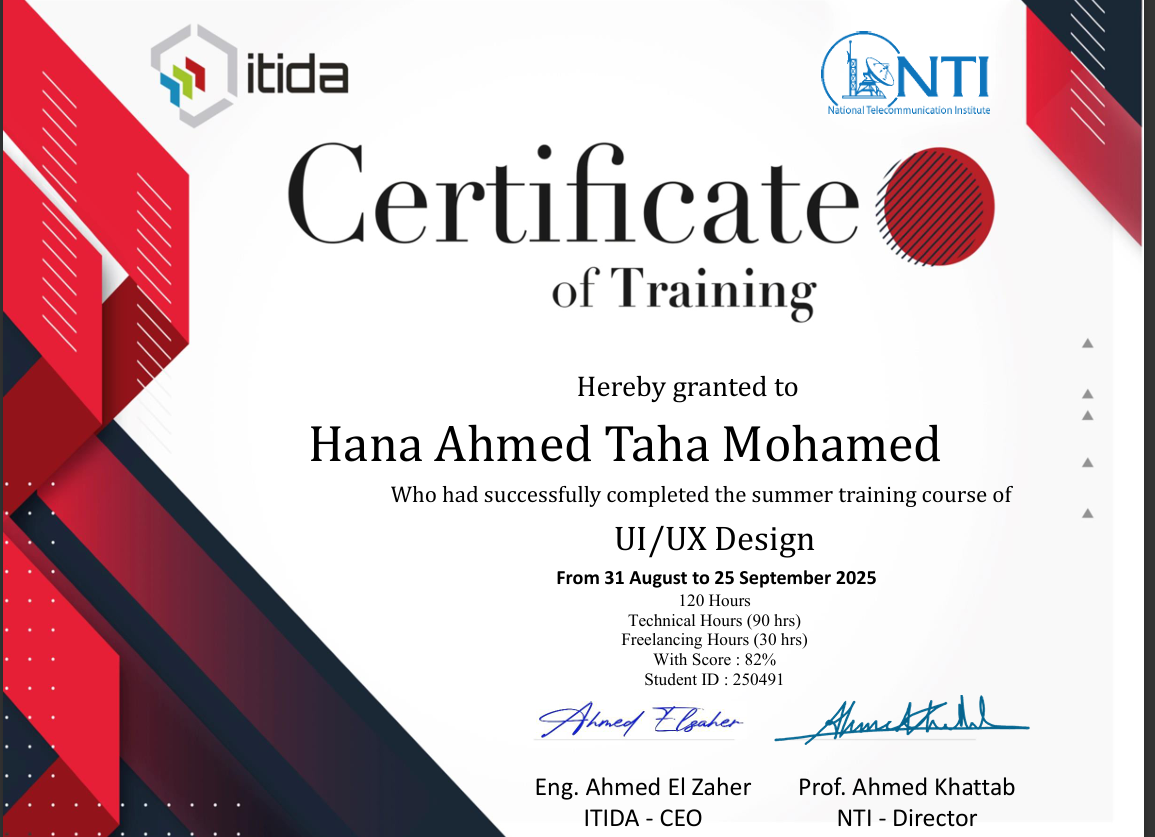 itida
NTI
National Telecommunication Institute
Certificate
of Training
Hereby granted to
Hana Ahmed Taha Mohamed
Who had successfully completed the summer training course of
UI/UX Design
From 31 August to 25 September 2025
120 Hours
Technical Hours (90 hrs)
Freelancing Hours (30 hrs)
With Score : 82%
Student ID : 250491
Ahmed Elzaher
Eng. Ahmed El Zaher
ITIDA - CEO
Prof. Ahmed Khattab
NTI - Director